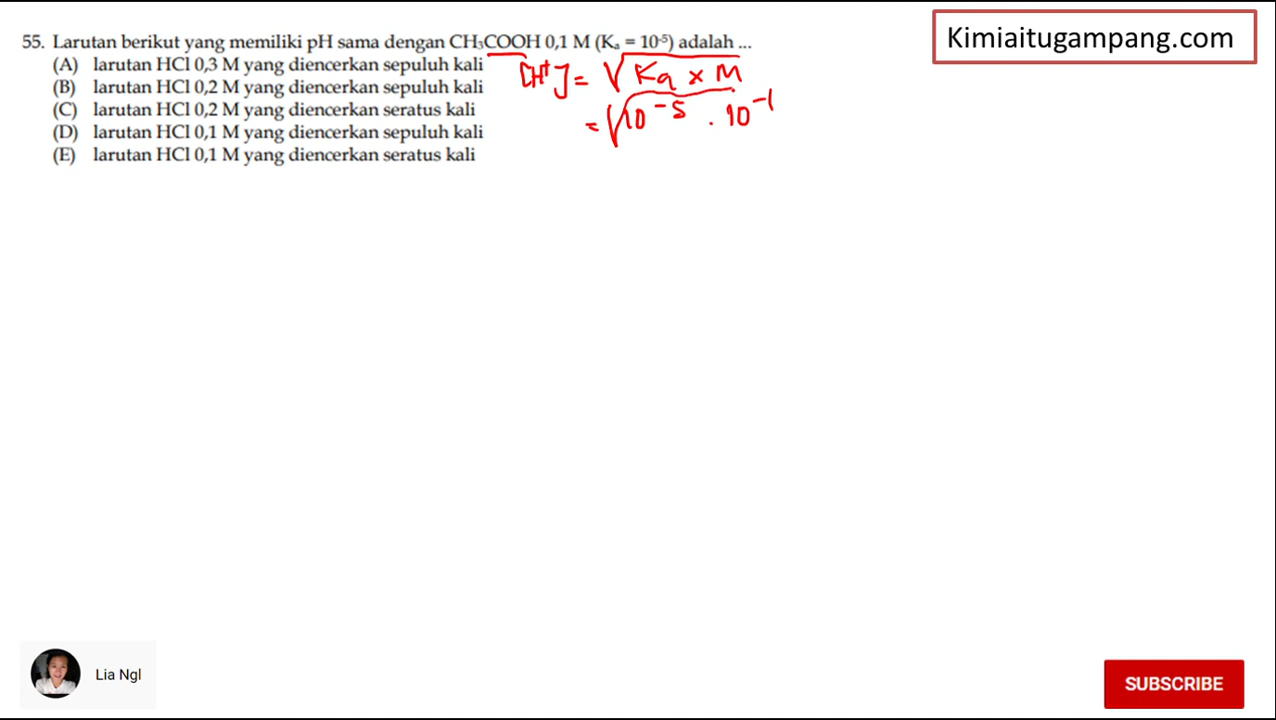 Kimiaitugampang.com
55. Larutan berikut yang memiliki pH sama dengan CH₃COOH 0,1 M (Kₐ = 10⁻⁵) adalah ...
(A) larutan HCl 0,3 M yang diencerkan sepuluh kali
(B) larutan HCl 0,2 M yang diencerkan sepuluh kali
(C) larutan HCl 0,2 M yang diencerkan seratus kali
(D) larutan HCl 0,1 M yang diencerkan sepuluh kali
(E) larutan HCl 0,1 M yang diencerkan seratus kali
[H⁺] = √Ka × M
= √10⁻⁵ . 10⁻¹
Lia Ngl
SUBSCRIBE